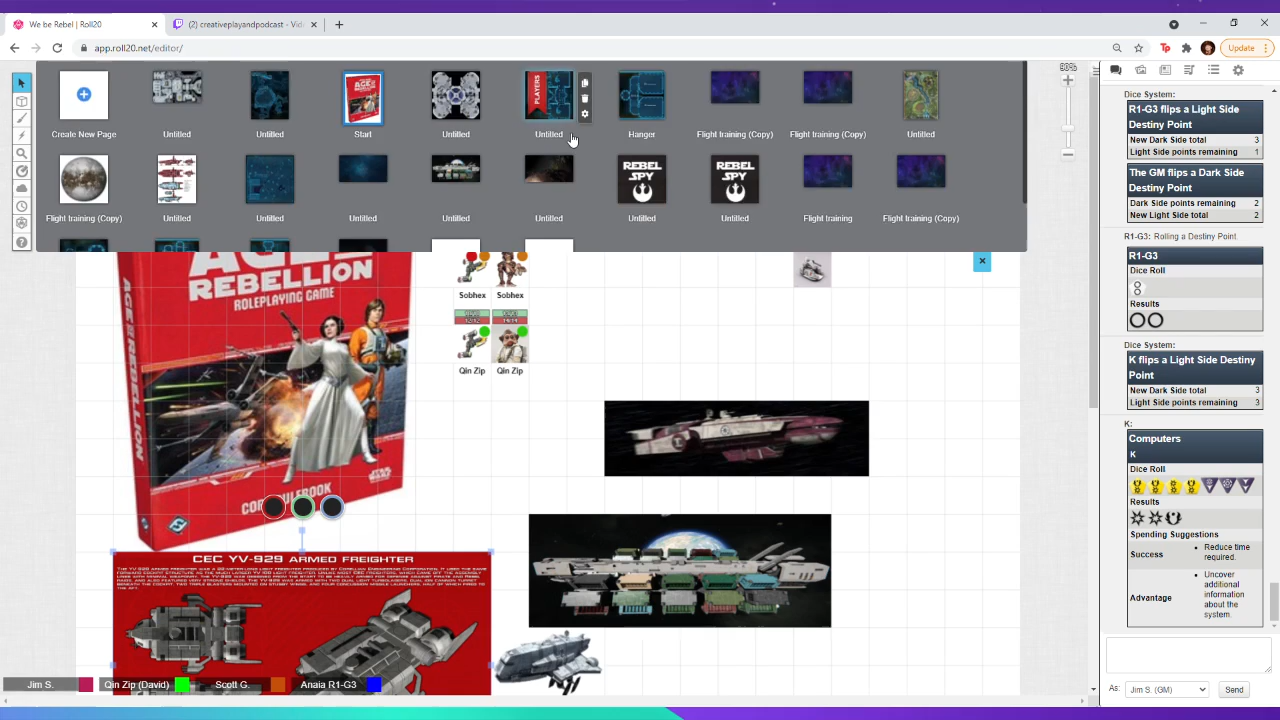 We be Rebel | Roll20
(2) creativeplayandpodcast - Vid
app.roll20.net/editor/
Update
80%
PLAYERS
Create New Page
Untitled
Untitled
Start
Untitled
Untitled
Hanger
Flight training (Copy)
Flight training (Copy)
Untitled
REBEL
SPY
REBEL
SPY
Flight training (Copy)
Untitled
Untitled
Untitled
Untitled
Untitled
Untitled
Untitled
Flight training
Flight training (Copy)
AGE
REBELLION
ROLEPLAYING GAME
AGE
REBELLION
STAR
WARS
Sobhex
Sobhex
Qin Zip
Qin Zip
CEC YV-929 ARMED FREIGHTER
Jim S.
Qin Zip (David)
Scott G.
Anaia R1-G3
Dice System:
R1-G3 flips a Light Side
Destiny Point
New Dark Side total 3
Light Side points remaining 1
The GM flips a Dark Side
Destiny Point
Dark Side points remaining 2
New Light Side total 2
R1-G3: Rolling a Destiny Point
R1-G3
Dice Roll
Results
Dice System:
K flips a Light Side Destiny
Point
New Dark Side total 3
Light Side points remaining 3
K:
Computers
K
Dice Roll
Results
Spending Suggestions
Success
Reduce time
required.
Advantage
Uncover
additional
information
about the
system.
As:
Jim S. (GM)
Send